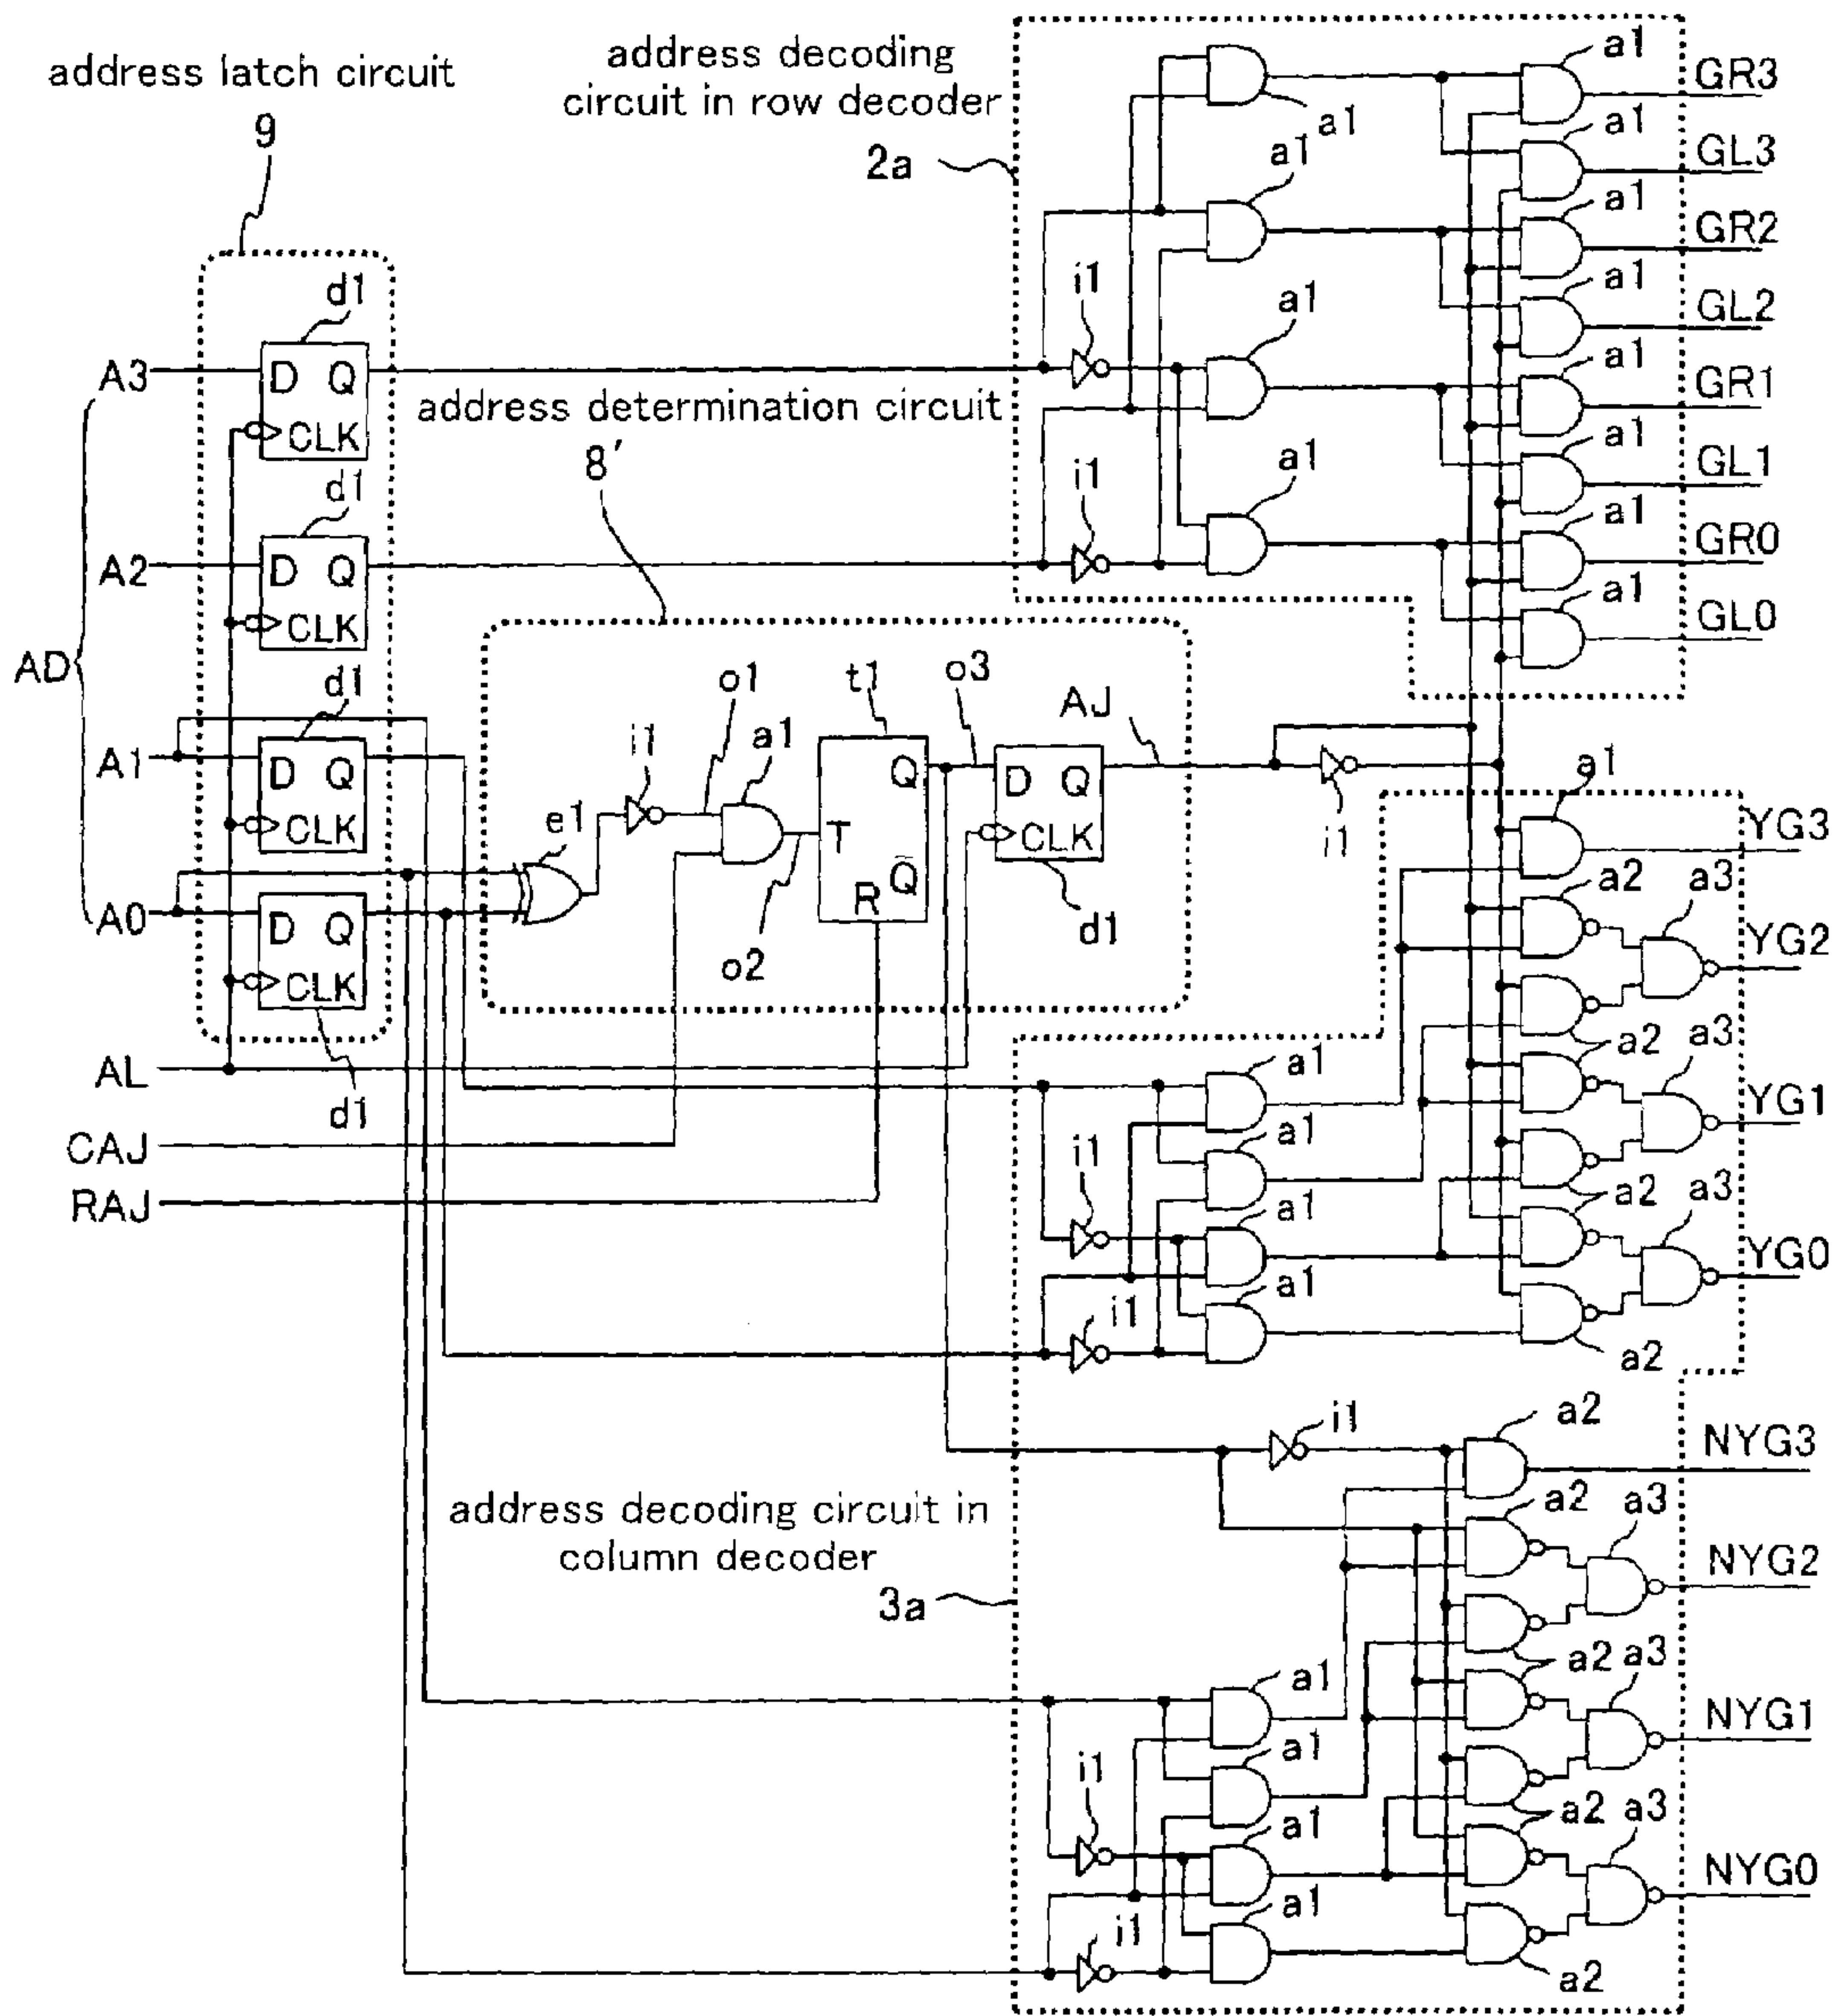 address latch circuit
9
address decoding
circuit in row decoder
2a
a1
a1
a1
a1
a1
a1
a1
a1
a1
a1
a1
a1
GR3
GL3
GR2
GL2
GR1
GL1
GR0
GL0
i1
i1
AD
A3
A2
A1
A0
d1
D Q
CLK
d1
D Q
CLK
d1
D Q
CLK
D Q
CLK
d1
address determination circuit
8′
e1
i1
o1
a1
o2
t1
Q
T
Q̄
R
o3
D Q
CLK
d1
AJ
i1
AL
CAJ
RAJ
a1
YG3
a2
a3
YG2
a2
a3
YG1
a2
a3
YG0
a2
a1
a1
i1
a1
a1
i1
address decoding circuit in
column decoder
3a
i1
a2
NYG3
a2
a3
NYG2
a2
a3
NYG1
a2
a3
NYG0
a2
a1
a1
i1
a1
a1
i1